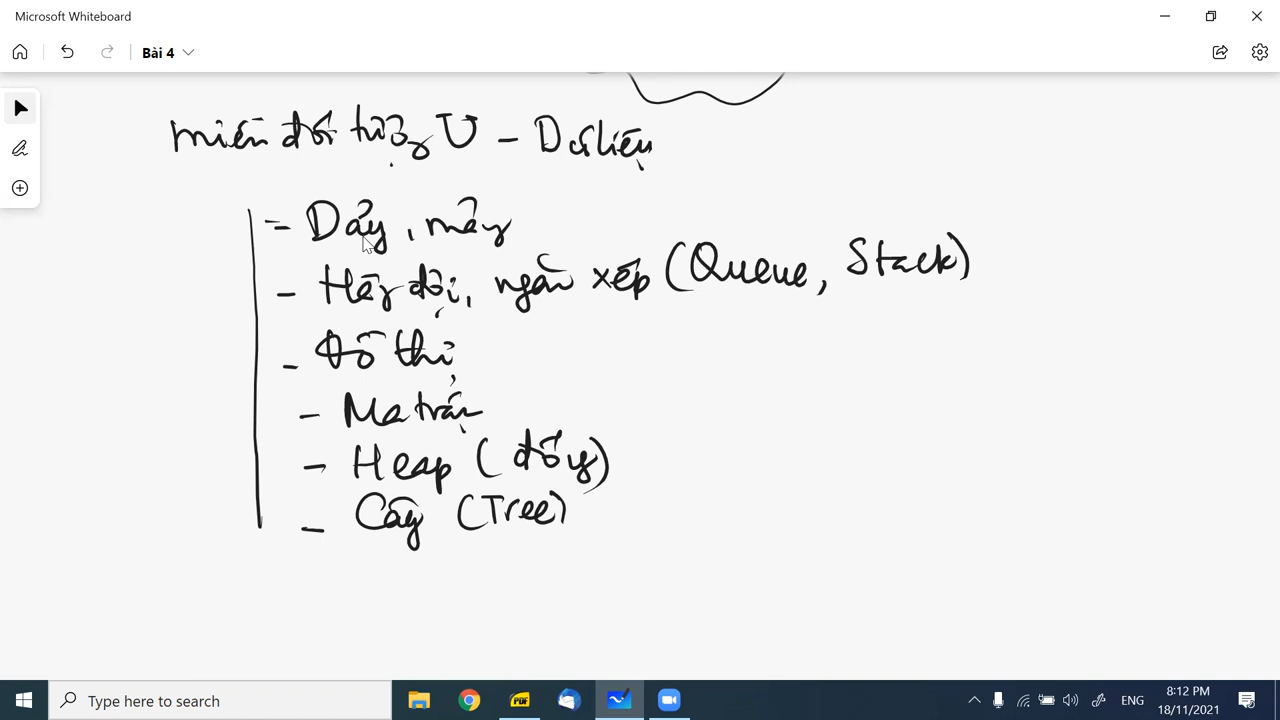 Microsoft Whiteboard
Bài 4
miền đối tượng U - Dữ liệu
- Dãy, mảng
- Hàng đợi, ngăn xếp (Queue, Stack)
- Đồ thị
- Ma trận
- Heap (đống)
- Cây (Tree)
Type here to search
PDF
ENG
8:12 PM
18/11/2021